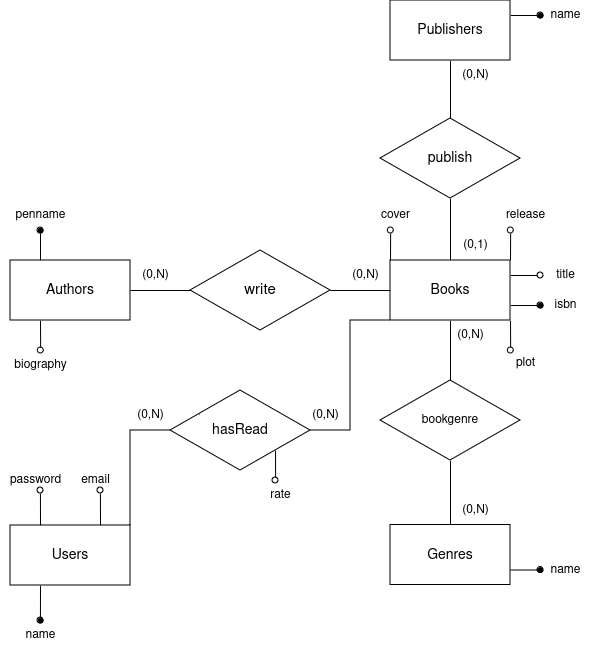 name
Publishers
(0,N)
publish
penname
cover
release
(0,1)
(0,N)
(0,N)
title
Authors
write
Books
isbn
(0,N)
biography
plot
(0,N)
(0,N)
bookgenre
hasRead
password
email
rate
(0,N)
Users
Genres
name
name